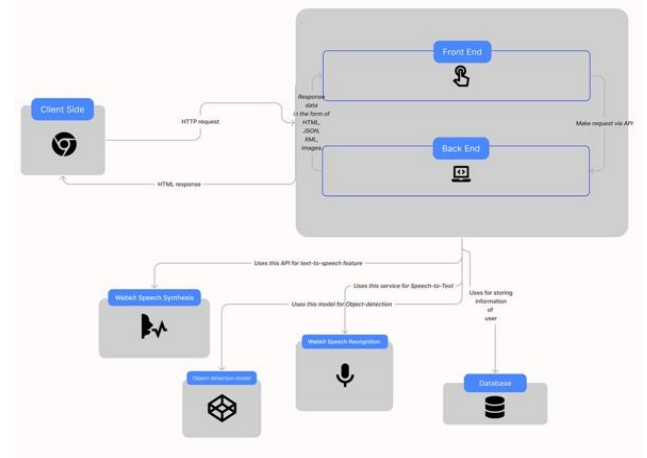 Front End
Client Side
Response
data
in the form of
HTML,
JSON,
XML,
images,
HTTP request
Make request via API
Back End
HTML response
Uses this API for text-to-speech feature
Uses this service for Speech-to-Text
Uses for storing
information
of
user
Webkit Speech Synthesis
Uses this model for Object-detection
Webkit Speech Recognition
Object detection model
Database